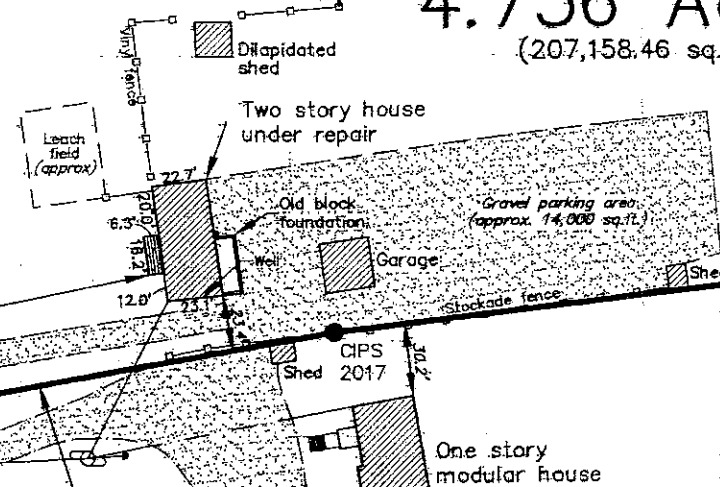 4.756 Ac
(207,158.46 sq.
Vinyl fence
Dilapidated
shed
Two story house
under repair
Leach
field
(approx)
22.7'
20.0'
6.3'
18.2'
12.0'
23.1'
Old block
foundation
Well
Gravel parking area
(approx. 14,000 sq.ft.)
Garage
Shed
Stockade fence
CIPS
2017
Shed
30.2'
One story
modular house